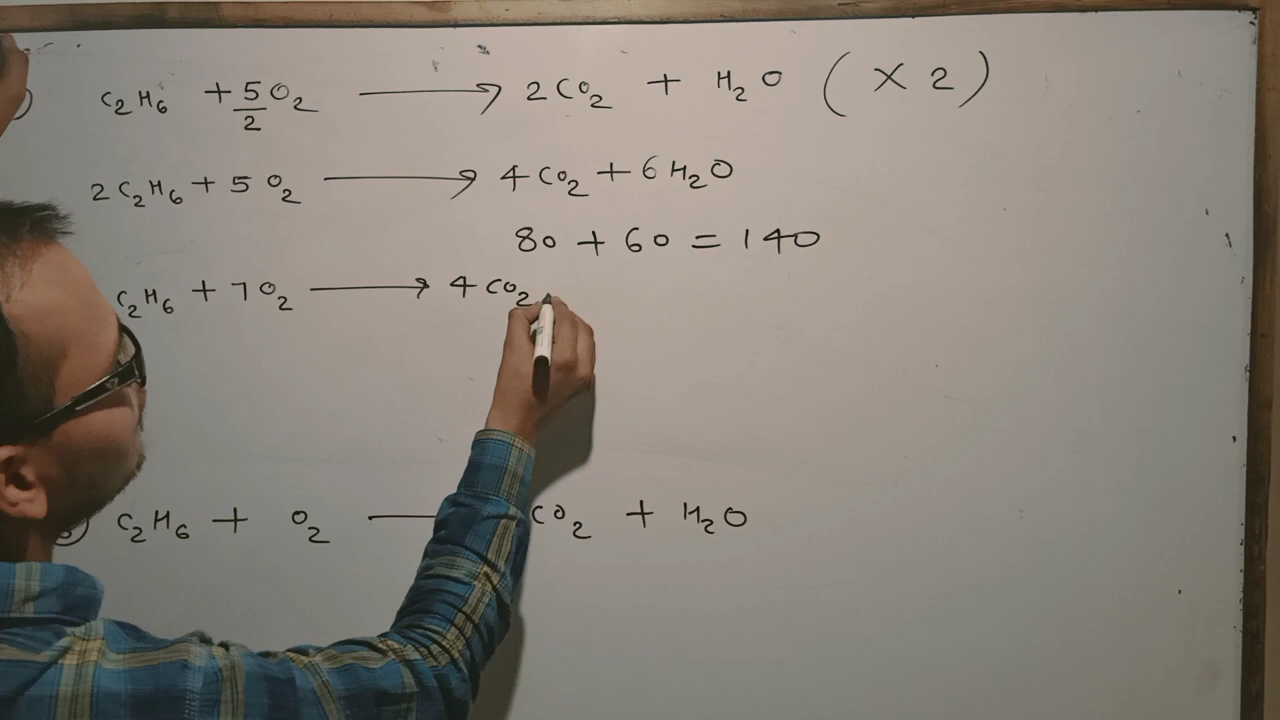 C₂H₆ + 5/2 O₂ ⟶ 2CO₂ + H₂O (×2)
2C₂H₆ + 5O₂ ⟶ 4CO₂ + 6H₂O
80 + 60 = 140
C₂H₆ + 7O₂ ⟶ 4CO₂
C₂H₆ + O₂ — CO₂ + H₂O